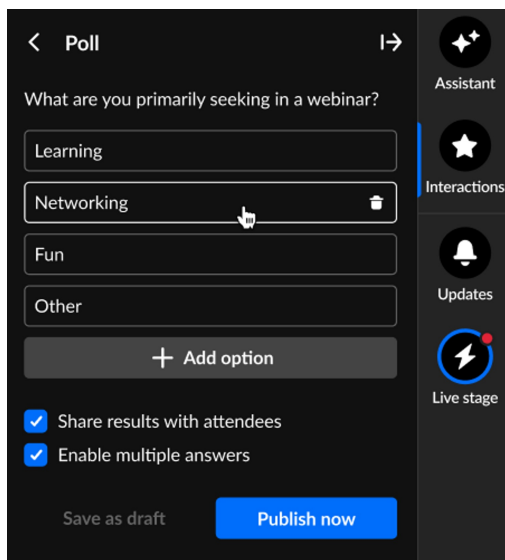 Poll
What are you primarily seeking in a webinar?
Learning
Networking
Fun
Other
Add option
Share results with attendees
Enable multiple answers
Save as draft
Publish now
Assistant
Interactions
Updates
Live stage